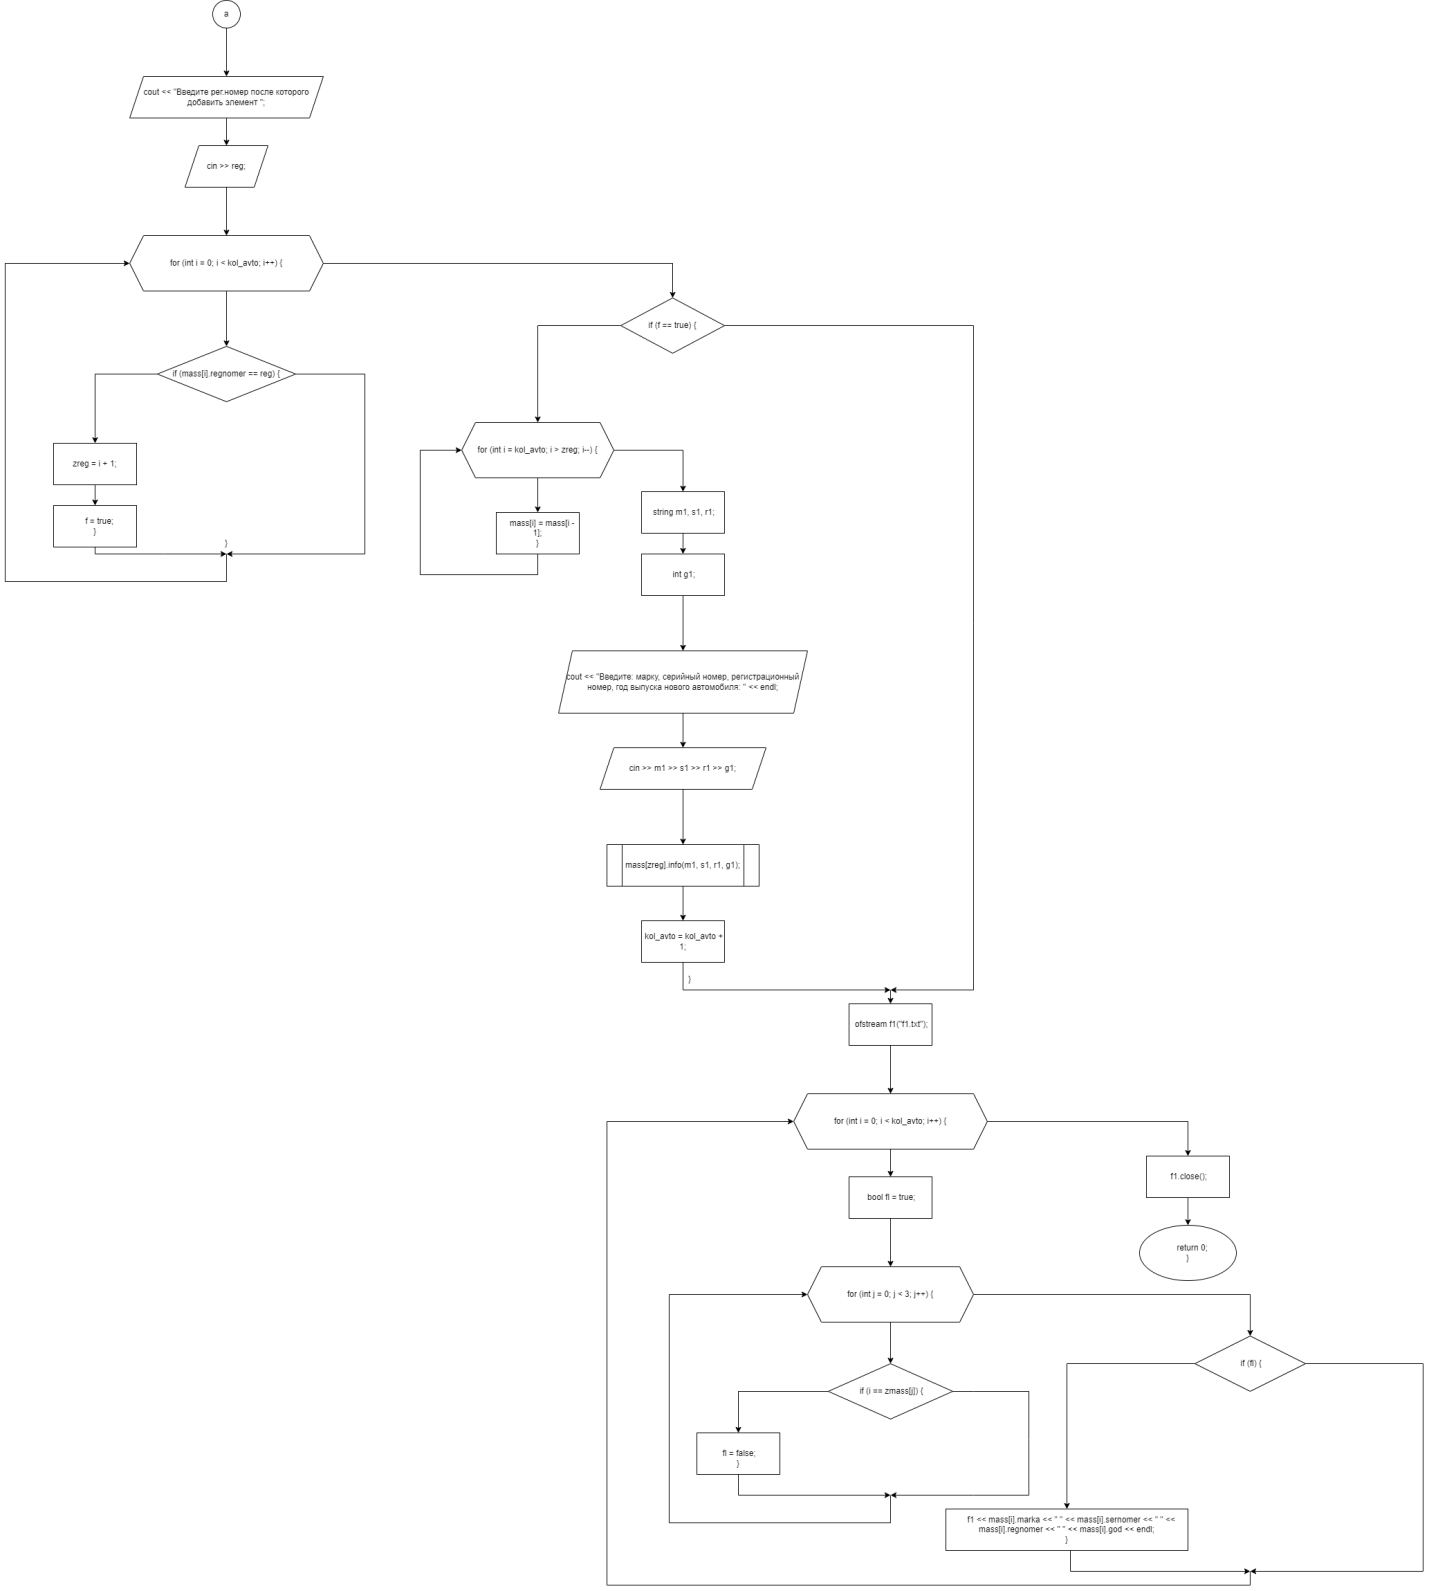 a
cout << "Введите рег.номер после которого
добавить элемент ";
cin >> reg;
for (int i = 0; i < kol_avto; i++) {
if (mass[i].regnomer == reg) {
zreg = i + 1;
f = true;
}
}
if (f == true) {
for (int i = kol_avto; i > zreg; i--) {
mass[i] = mass[i -
1];
}
string m1, s1, r1;
int g1;
cout << "Введите: марку, серийный номер, регистрационный
номер, год выпуска нового автомобиля: " << endl;
cin >> m1 >> s1 >> r1 >> g1;
mass[zreg].info(m1, s1, r1, g1);
kol_avto = kol_avto +
1;
}
ofstream f1("f1.txt");
for (int i = 0; i < kol_avto; i++) {
f1.close();
return 0;
}
bool fl = true;
for (int j = 0; j < 3; j++) {
if (i == zmass[j]) {
fl = false;
}
if (fl) {
f1 << mass[i].marka << " " << mass[i].sernomer << " " <<
mass[i].regnomer << " " << mass[i].god << endl;
}